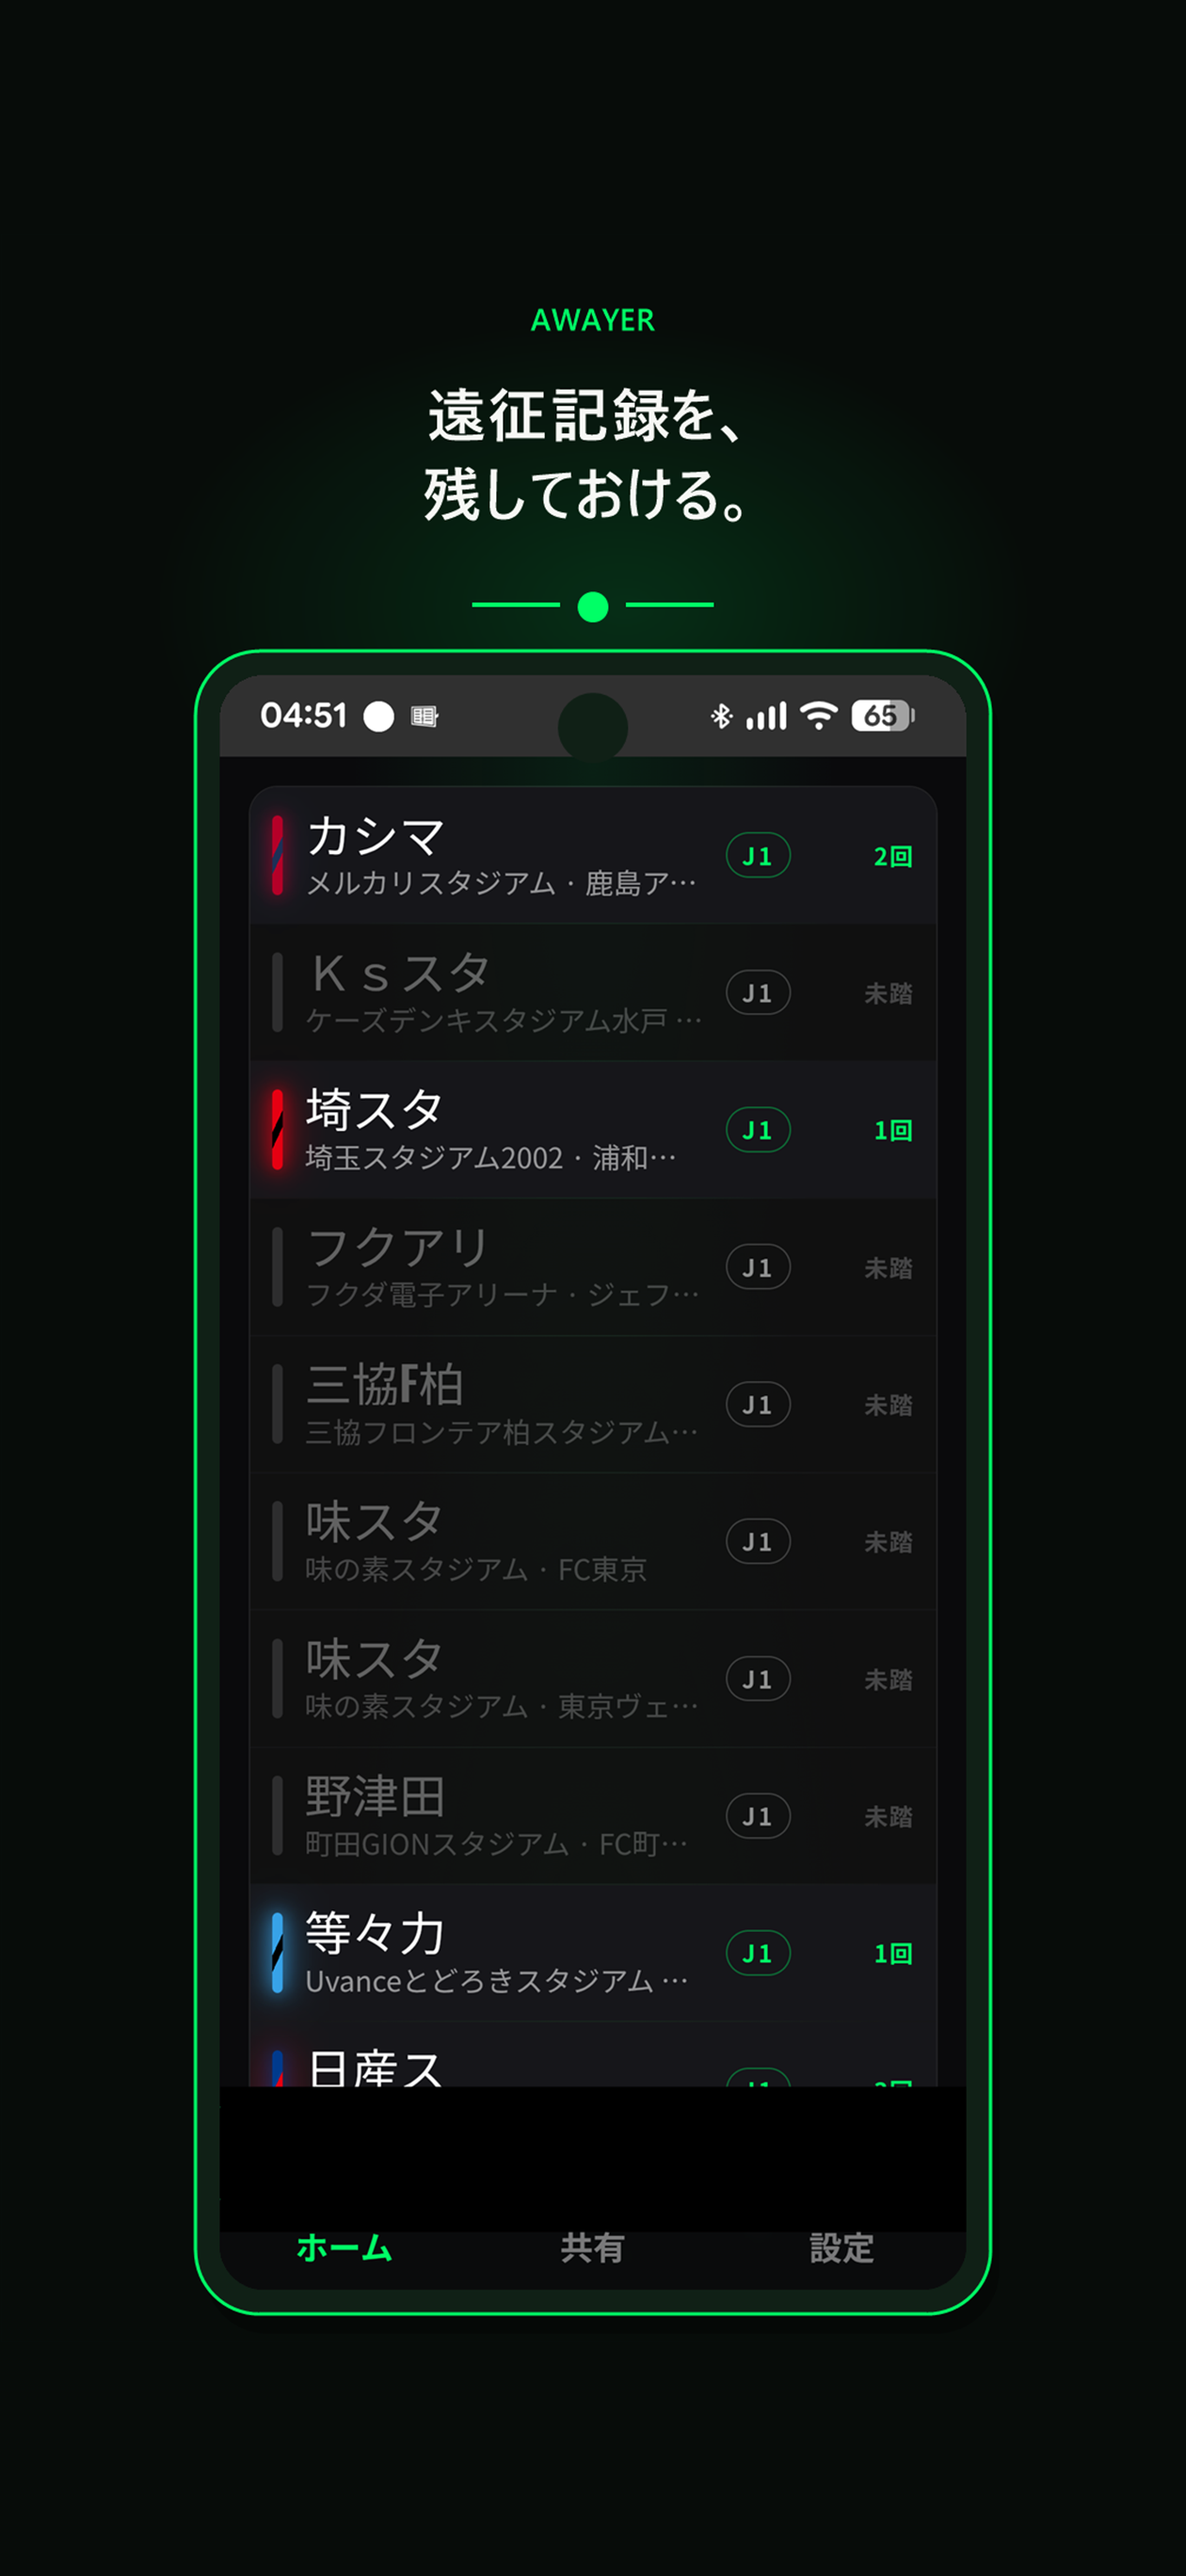 AWAYER
遠征記録を、
残しておける。
04:51 65
カシマ
メルカリスタジアム・鹿島ア… J1 2回
Ｋｓスタ
ケーズデンキスタジアム水戸 … J1 未踏
埼スタ
埼玉スタジアム2002・浦和… J1 1回
フクアリ
フクダ電子アリーナ・ジェフ… J1 未踏
三協F柏
三協フロンテア柏スタジアム… J1 未踏
味スタ
味の素スタジアム・FC東京 J1 未踏
味スタ
味の素スタジアム・東京ヴェ… J1 未踏
野津田
町田GIONスタジアム・FC町… J1 未踏
等々力
Uvanceとどろきスタジアム … J1 1回
日産ス
ホーム 共有 設定